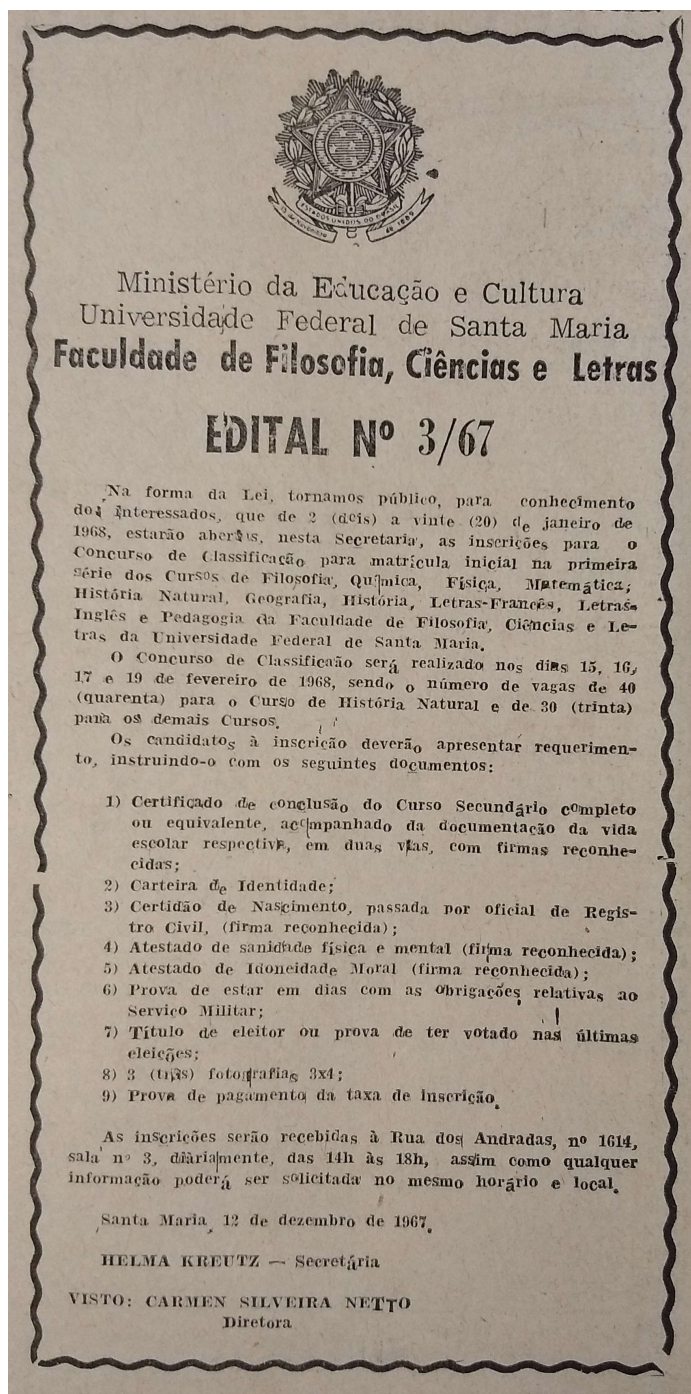 ESTADOS UNIDOS DO BRASIL
15 de Novembro de 1889
Ministério da Educação e Cultura
Universidade Federal de Santa Maria
Faculdade de Filosofia, Ciências e Letras
EDITAL Nº 3/67
Na forma da Lei, tornamos público, para conhecimento
dos interessados, que de 2 (dois) a vinte (20) de janeiro de
1968, estarão abertas, nesta Secretaria, as inscrições para o
Concurso de Classificação para matrícula inicial na primeira
série dos Cursos de Filosofia, Química, Física, Matemática;
História Natural, Geografia, História, Letras-Francês, Letras-
Inglês e Pedagogia da Faculdade de Filosofia, Ciências e Le-
tras da Universidade Federal de Santa Maria.
O Concurso de Classificaão será realizado nos dias 15, 16,
17 e 19 de fevereiro de 1968, sendo o número de vagas de 40
(quarenta) para o Curso de História Natural e de 30 (trinta)
para os demais Cursos.
Os candidatos à inscrição deverão apresentar requerimen-
to, instruindo-o com os seguintes documentos:
1) Certificado de conclusão do Curso Secundário completo
ou equivalente, acompanhado da documentação da vida
escolar respectiva, em duas vias, com firmas reconhe-
cidas;
2) Carteira de Identidade;
3) Certidão de Nascimento, passada por oficial de Regis-
tro Civil, (firma reconhecida);
4) Atestado de sanidade física e mental (firma reconhecida);
5) Atestado de Idoneidade Moral (firma reconhecida);
6) Prova de estar em dias com as obrigações relativas ao
Serviço Militar;
7) Título de eleitor ou prova de ter votado nas últimas
eleições;
8) 3 (três) fotografias 3x4;
9) Prova de pagamento da taxa de inscrição.
As inscrições serão recebidas à Rua dos Andradas, nº 1614,
sala nº 3, diàriamente, das 14h às 18h, assim como qualquer
informação poderá ser solicitada no mesmo horário e local.
Santa Maria, 12 de dezembro de 1967.
HELMA KREUTZ — Secretária
VISTO: CARMEN SILVEIRA NETTO
Diretora